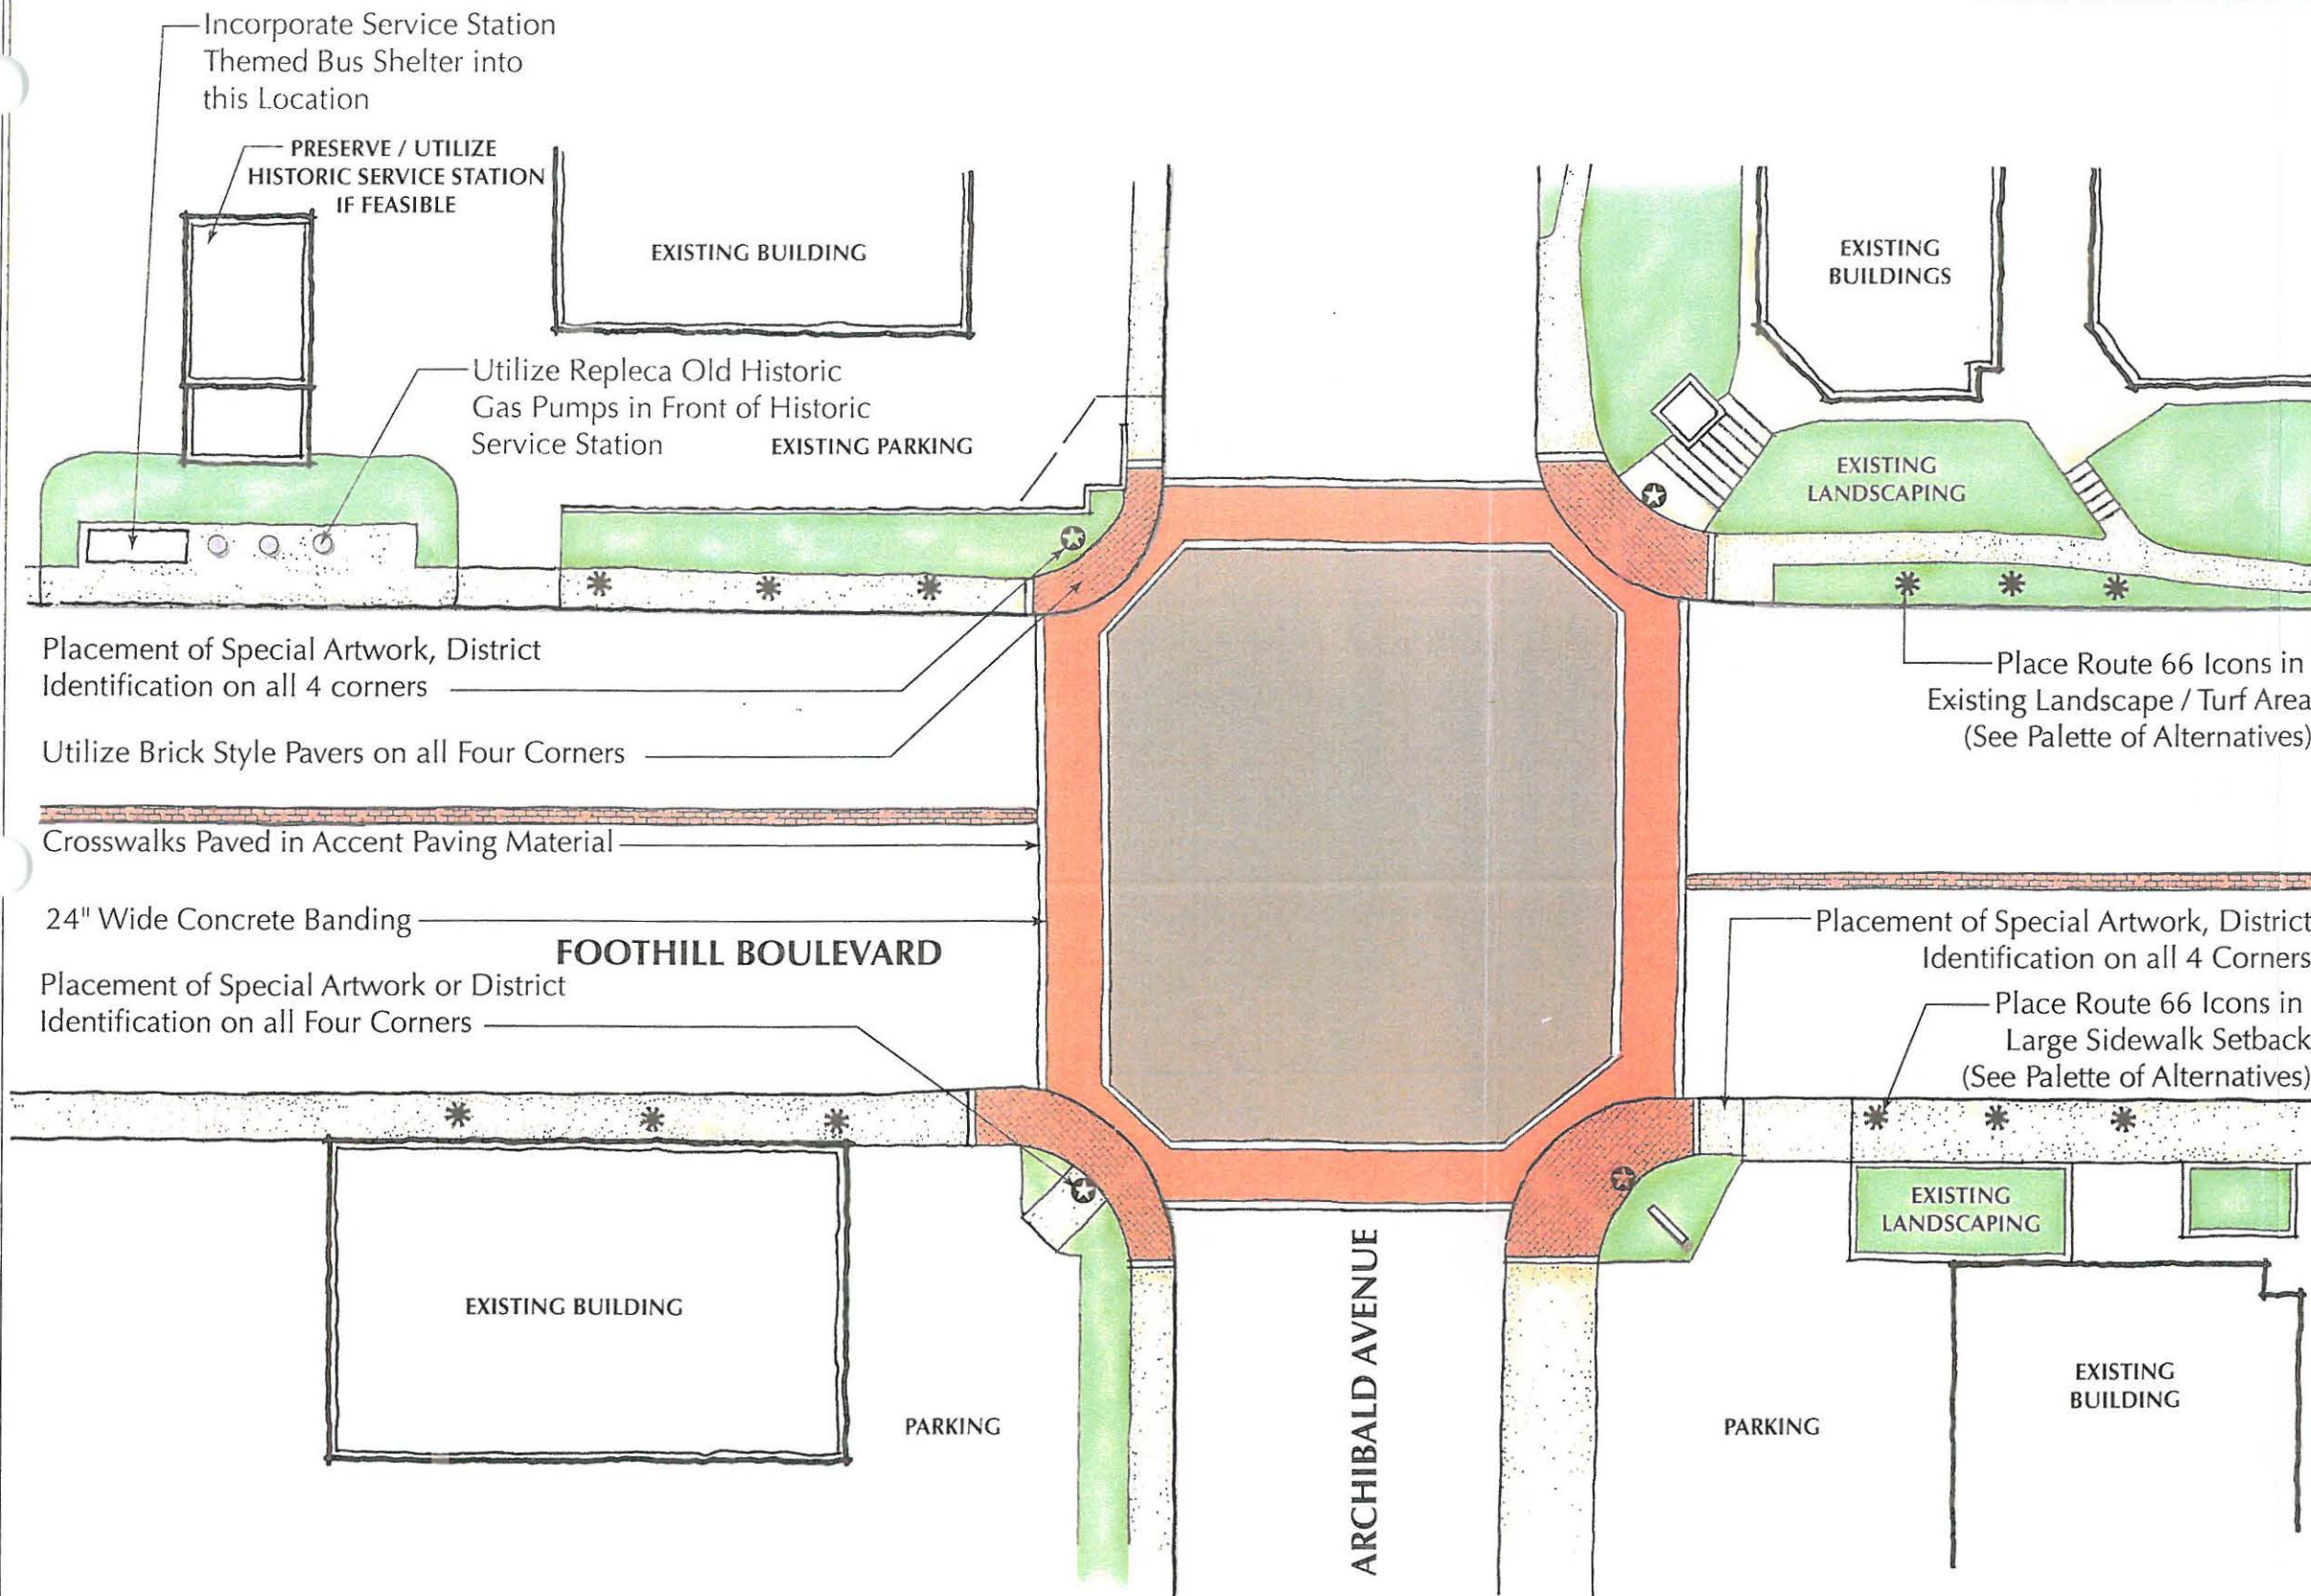 Incorporate Service Station
Themed Bus Shelter into
this Location
PRESERVE / UTILIZE
HISTORIC SERVICE STATION
IF FEASIBLE
EXISTING BUILDING
EXISTING
BUILDINGS
Utilize Repleca Old Historic
Gas Pumps in Front of Historic
Service Station
EXISTING PARKING
EXISTING
LANDSCAPING
Placement of Special Artwork, District
Identification on all 4 corners
Utilize Brick Style Pavers on all Four Corners
Place Route 66 Icons in
Existing Landscape / Turf Area
(See Palette of Alternatives)
Crosswalks Paved in Accent Paving Material
24" Wide Concrete Banding
FOOTHILL BOULEVARD
Placement of Special Artwork or District
Identification on all Four Corners
Placement of Special Artwork, District
Identification on all 4 Corners
Place Route 66 Icons in
Large Sidewalk Setback
(See Palette of Alternatives)
EXISTING BUILDING
PARKING
ARCHIBALD AVENUE
EXISTING
LANDSCAPING
PARKING
EXISTING
BUILDING